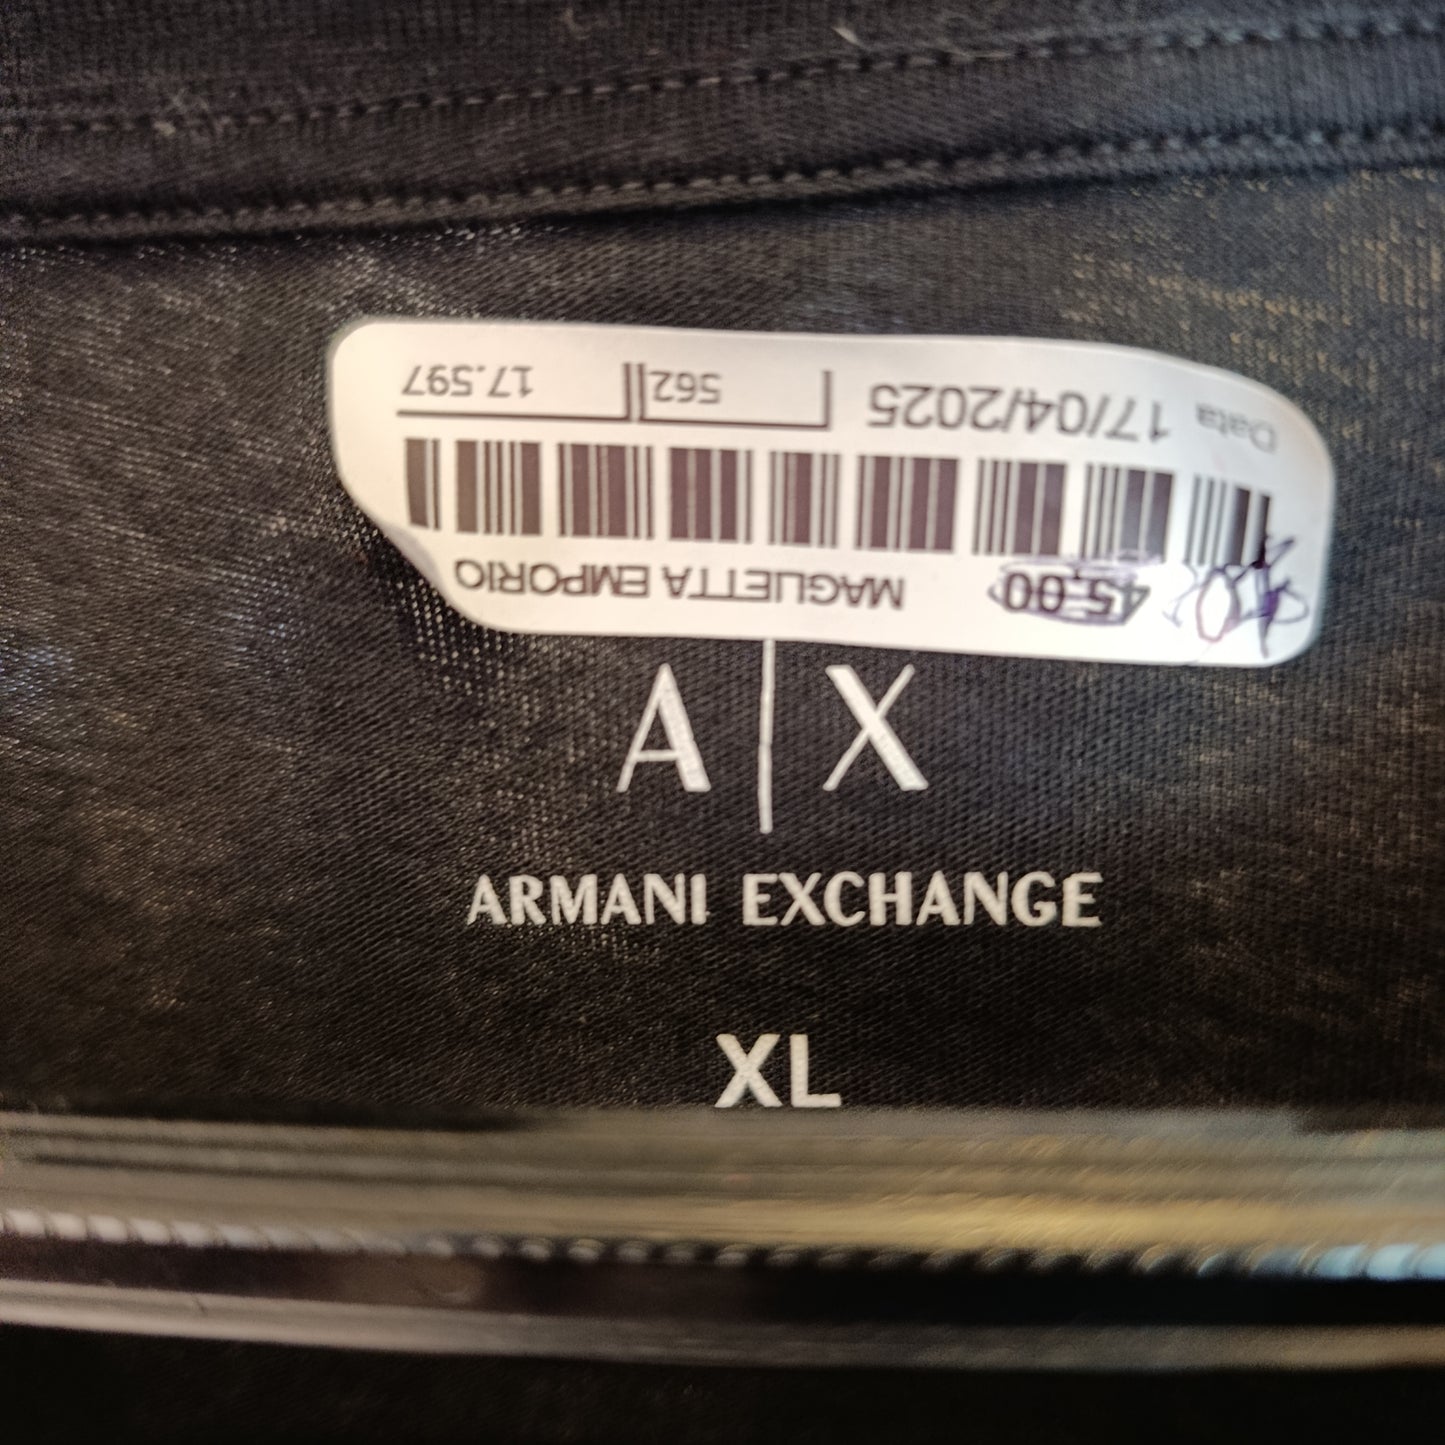 MAGLIETTA EMPORIO
45,00
Data 17/04/2025
562
17.597
A|X
ARMANI EXCHANGE
XL